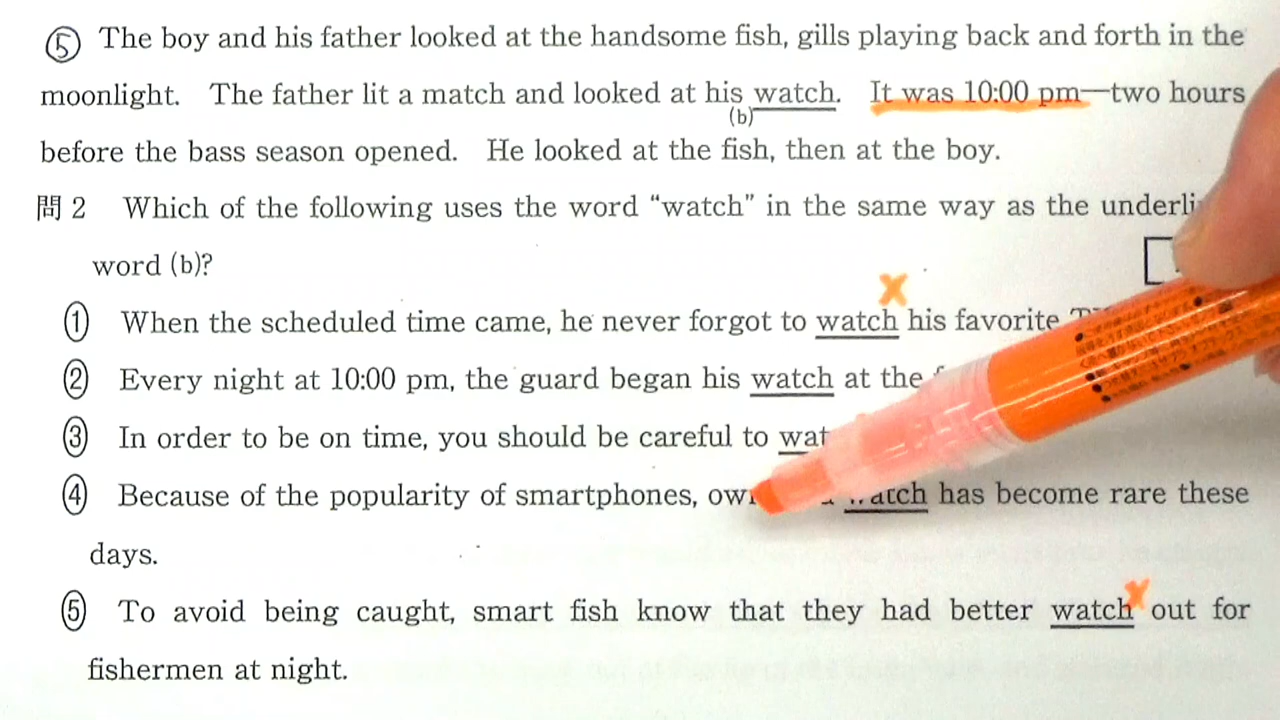 ⑤ The boy and his father looked at the handsome fish, gills playing back and forth in the
moonlight. The father lit a match and looked at his watch. It was 10:00 pm—two hours
(b)
before the bass season opened. He looked at the fish, then at the boy.
問2 Which of the following uses the word “watch” in the same way as the
word (b)?
① When the scheduled time came, he never forgot to watch his favorite
② Every night at 10:00 pm, the guard began his watch at the
③ In order to be on time, you should be careful to
④ Because of the popularity of smartphones, watch has become rare these
days.
⑤ To avoid being caught, smart fish know that they had better watch out for
fishermen at night.